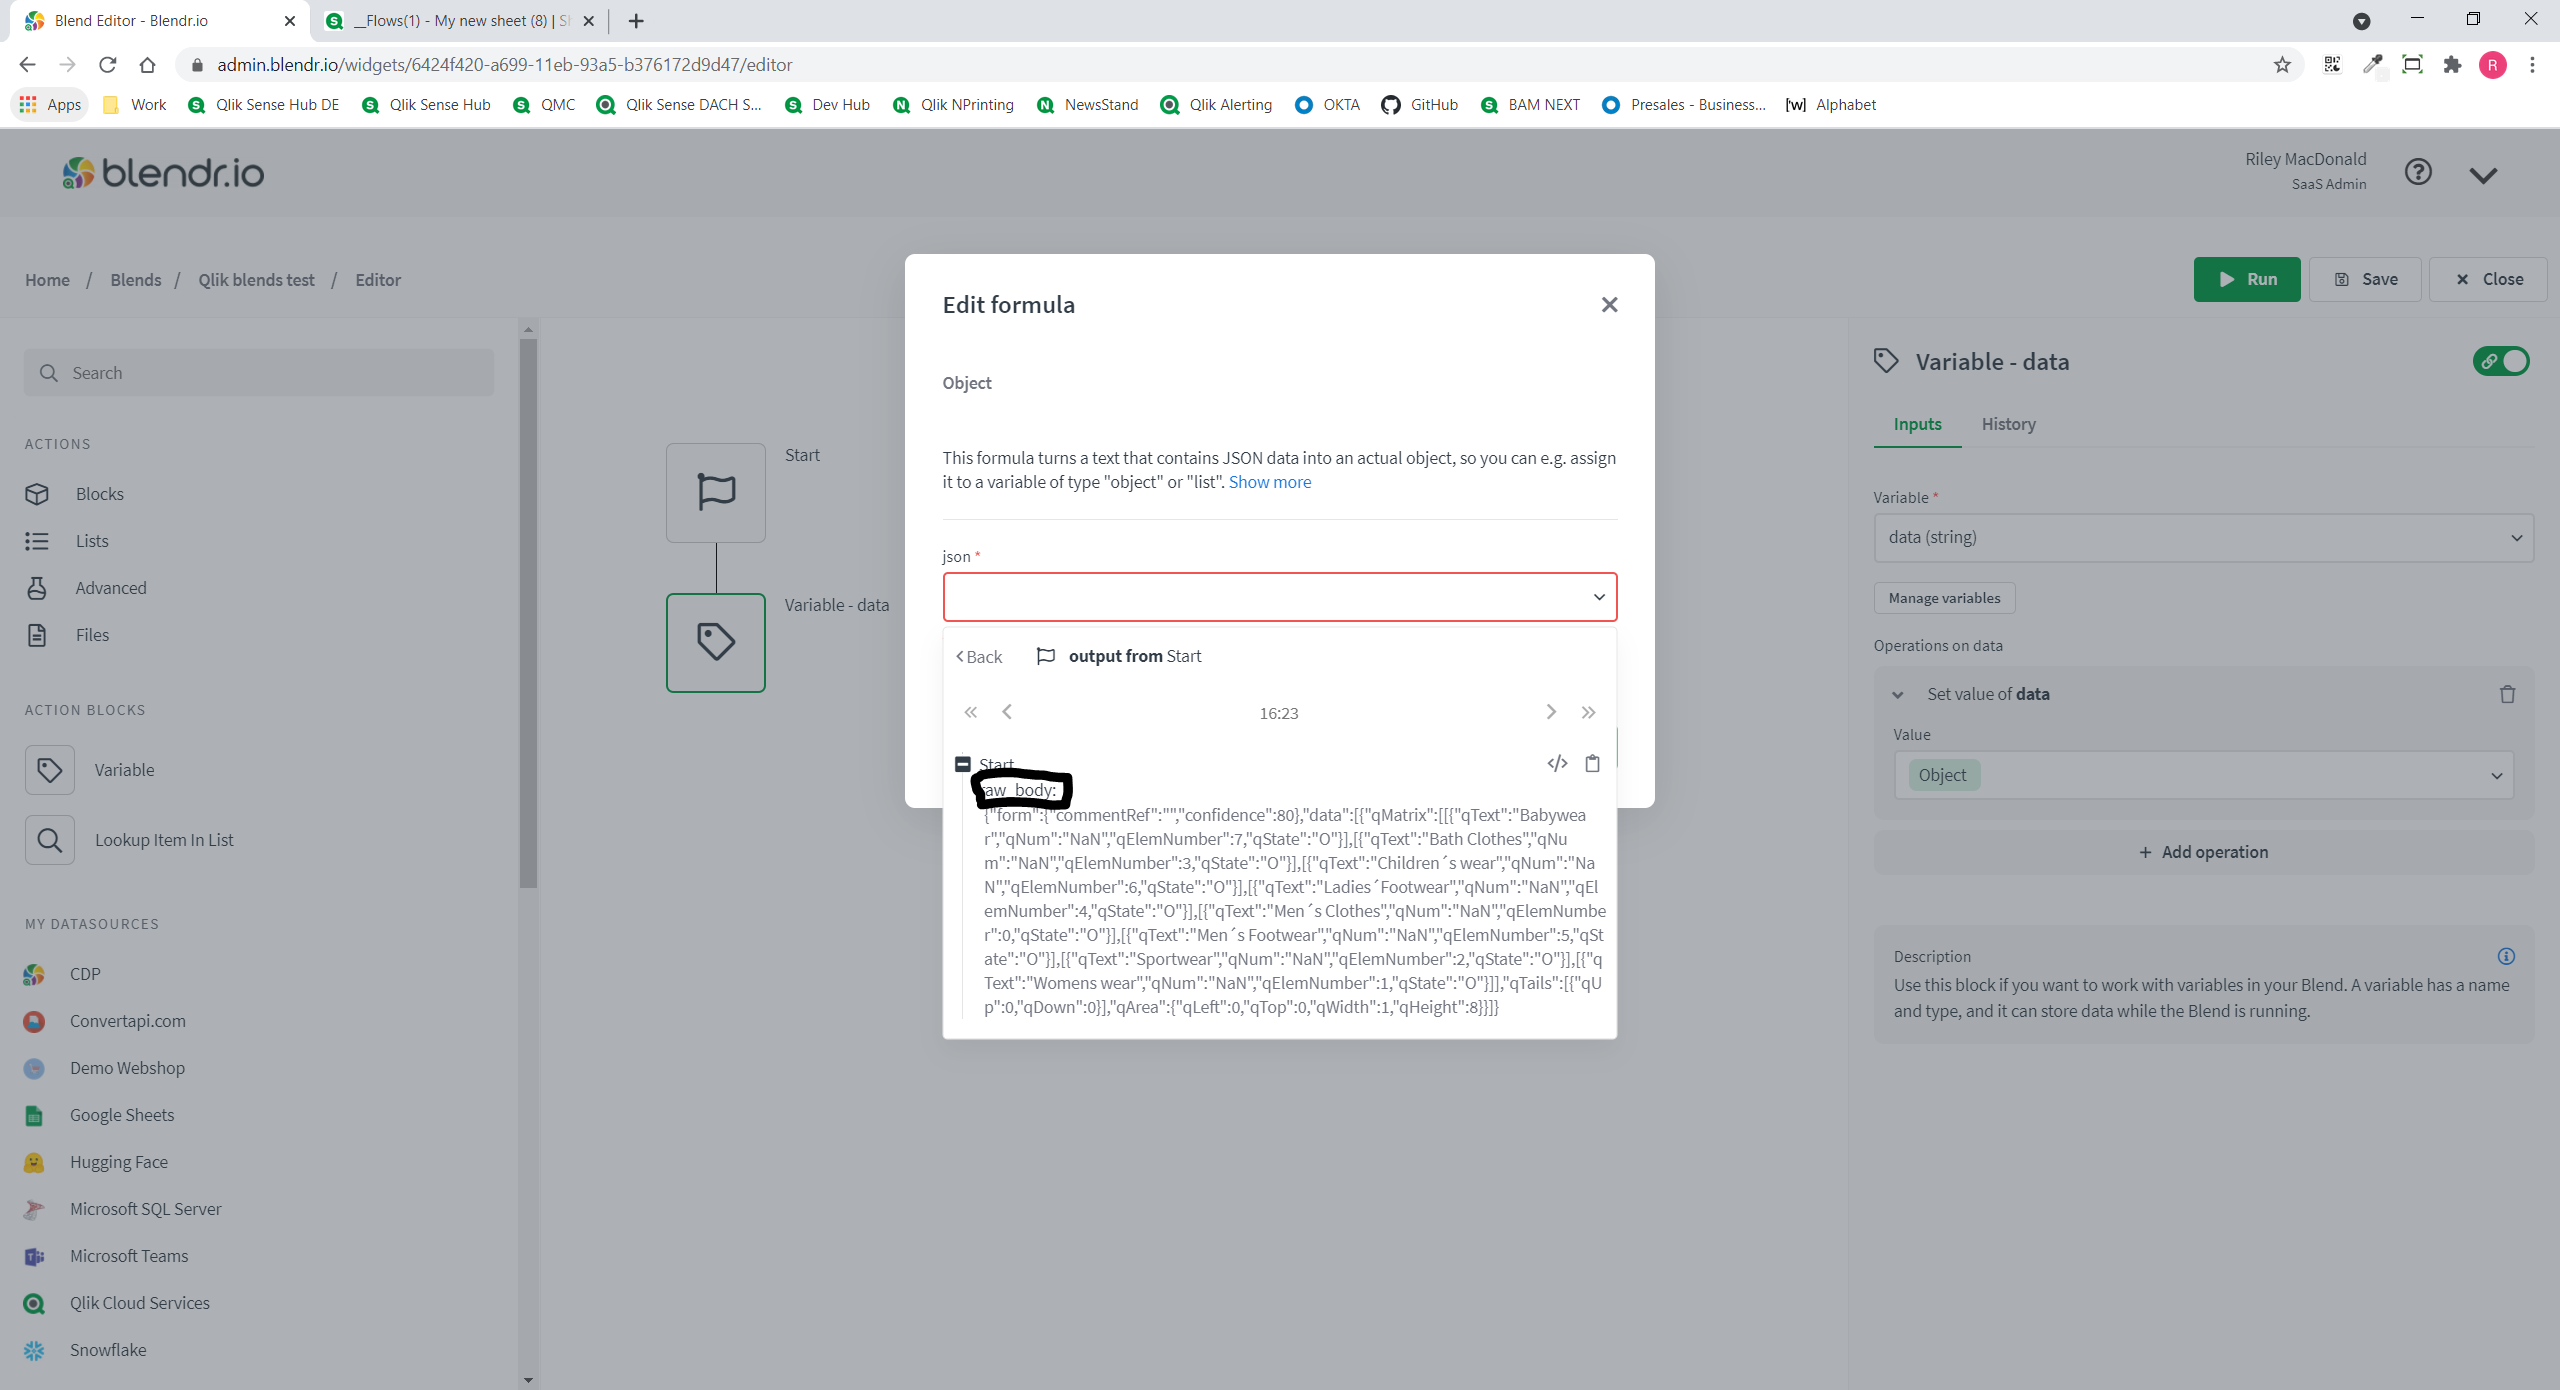 Blend Editor - Blendr.io
__Flows(1) - My new sheet (8) | S
admin.blendr.io/widgets/6424f420-a699-11eb-93a5-b376172d9d47/editor
R
Apps
Work
Qlik Sense Hub DE
Qlik Sense Hub
QMC
Qlik Sense DACH S...
Dev Hub
Qlik NPrinting
NewsStand
Qlik Alerting
OKTA
GitHub
BAM NEXT
Presales - Business...
Alphabet
blendr.io
Riley MacDonald
SaaS Admin
Home / Blends / Qlik blends test / Editor
Run
Save
Close
Search
ACTIONS
Blocks
Lists
Advanced
Files
ACTION BLOCKS
Variable
Lookup Item In List
MY DATASOURCES
CDP
Convertapi.com
Demo Webshop
Google Sheets
Hugging Face
Microsoft SQL Server
Microsoft Teams
Qlik Cloud Services
Snowflake
Start
Variable - data
Edit formula
Object
This formula turns a text that contains JSON data into an actual object, so you can e.g. assign
it to a variable of type "object" or "list". Show more
json *
Back
output from Start
16:23
Start
raw_body:
{"form":{"commentRef":"","confidence":80},"data":[{"qMatrix":[[{"qText":"Babywea
r","qNum":"NaN","qElemNumber":7,"qState":"O"}],[{"qText":"Bath Clothes","qNu
m":"NaN","qElemNumber":3,"qState":"O"}],[{"qText":"Children´s wear","qNum":"Na
N","qElemNumber":6,"qState":"O"}],[{"qText":"Ladies´Footwear","qNum":"NaN","qEl
emNumber":4,"qState":"O"}],[{"qText":"Men´s Clothes","qNum":"NaN","qElemNumbe
r":0,"qState":"O"}],[{"qText":"Men´s Footwear","qNum":"NaN","qElemNumber":5,"qSt
ate":"O"}],[{"qText":"Sportwear","qNum":"NaN","qElemNumber":2,"qState":"O"}],[{"q
Text":"Womens wear","qNum":"NaN","qElemNumber":1,"qState":"O"}]],"qTails":[{"qU
p":0,"qDown":0}],"qArea":{"qLeft":0,"qTop":0,"qWidth":1,"qHeight":8}}]}
Variable - data
Inputs
History
Variable *
data (string)
Manage variables
Operations on data
Set value of data
Value
Object
Add operation
Description
Use this block if you want to work with variables in your Blend. A variable has a name
and type, and it can store data while the Blend is running.